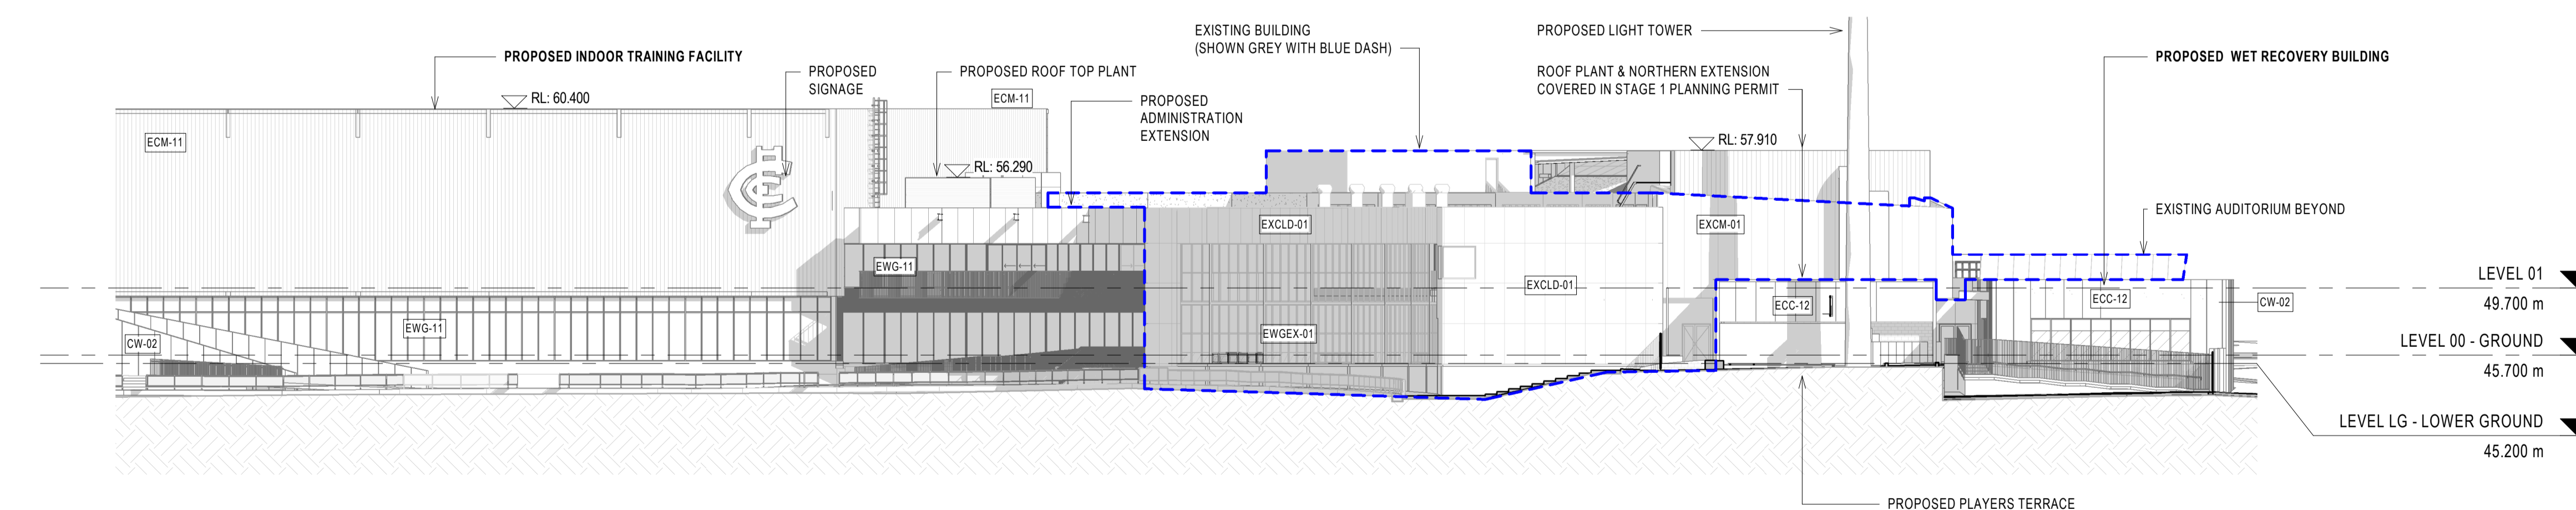 EXISTING BUILDING
(SHOWN GREY WITH BLUE DASH)
PROPOSED LIGHT TOWER
PROPOSED INDOOR TRAINING FACILITY
PROPOSED WET RECOVERY BUILDING
PROPOSED
SIGNAGE
PROPOSED ROOF TOP PLANT
ROOF PLANT & NORTHERN EXTENSION
COVERED IN STAGE 1 PLANNING PERMIT
RL: 60.400
ECM-11
PROPOSED
ADMINISTRATION
EXTENSION
ECM-11
RL: 57.910
RL: 56.290
EXISTING AUDITORIUM BEYOND
EXCLD-01
EXCM-01
EWG-11
LEVEL 01
49.700 m
EXCLD-01
ECC-12
ECC-12
CW-02
EWG-11
EWGEX-01
CW-02
LEVEL 00 - GROUND
45.700 m
LEVEL LG - LOWER GROUND
45.200 m
PROPOSED PLAYERS TERRACE